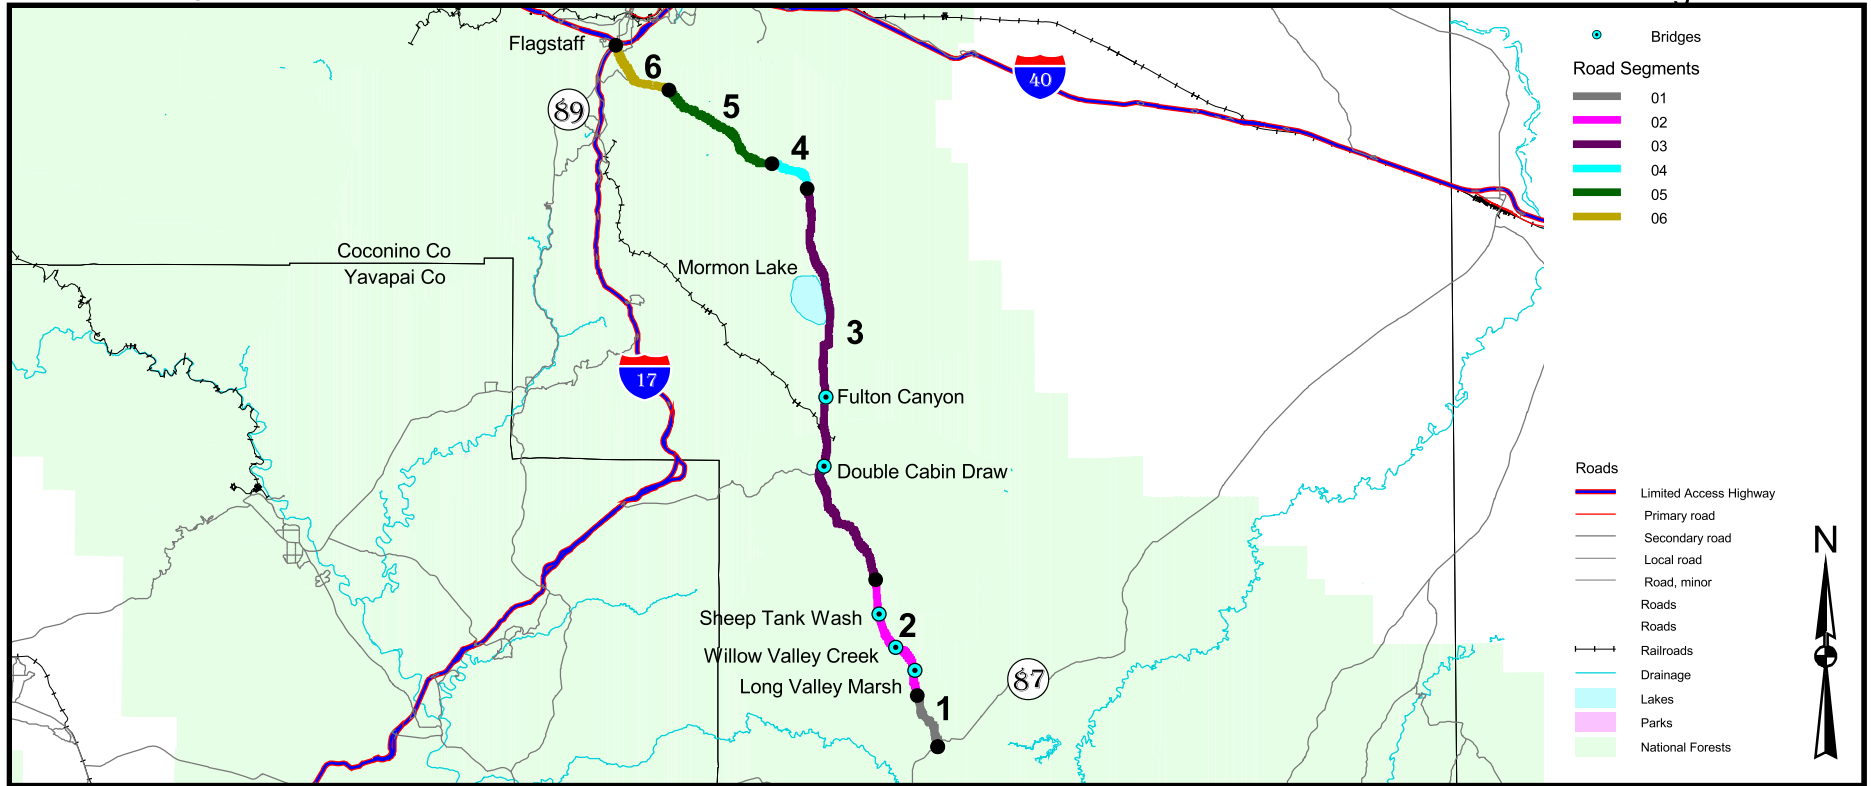 Flagstaff
6
5
4
89
40
Coconino Co
Yavapai Co
Mormon Lake
3
17
Fulton Canyon
Double Cabin Draw
Sheep Tank Wash
2
Willow Valley Creek
Long Valley Marsh
87
1
Bridges
Road Segments
01
02
03
04
05
06
Roads
Limited Access Highway
Primary road
Secondary road
Local road
Road, minor
Roads
Roads
Railroads
Drainage
Lakes
Parks
National Forests
N